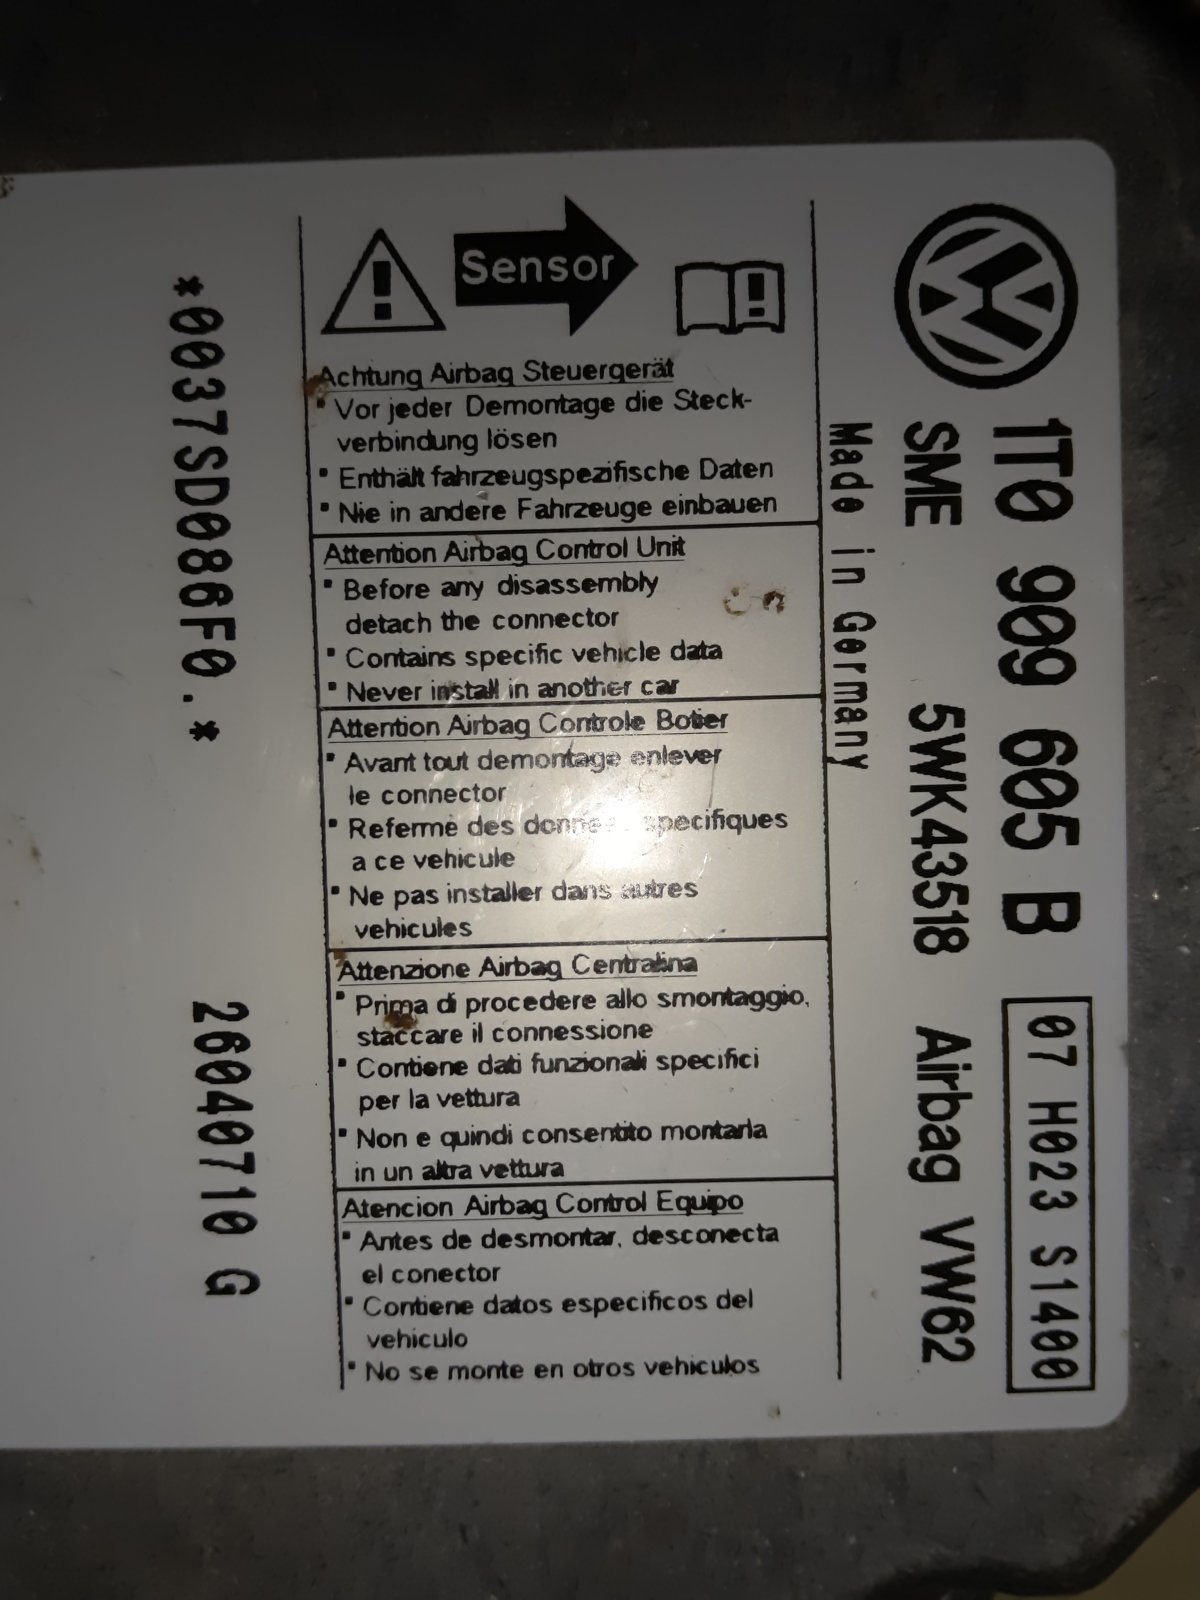 1T0 909 605 B
07 H023 S1400
SME 5WK43518 Airbag VW62
Made in Germany
Sensor
Achtung Airbag Steuergerät
▪ Vor jeder Demontage die Steck-
verbindung lösen
▪ Enthält fahrzeugspezifische Daten
▪ Nie in andere Fahrzeuge einbauen
Attention Airbag Control Unit
▪ Before any disassembly
detach the connector
▪ Contains specific vehicle data
▪ Never install in another car
Attention Airbag Controle Botier
▪ Avant tout demontage enlever
le connector
▪ Referme des données specifiques
a ce vehicule
▪ Ne pas installer dans autres
vehicules
Attenzione Airbag Centralina
▪ Prima di procedere allo smontaggio,
staccare il connessione
▪ Contiene dati funzionali specifici
per la vettura
▪ Non e quindi consentito montarla
in un altra vettura
Atencion Airbag Control Equipo
▪ Antes de desmontar, desconecta
el conector
▪ Contiene datos especificos del
vehiculo
▪ No se monte en otros vehiculos
*0037SD086F0.*
26040710 G